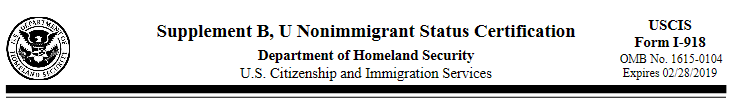 Supplement B, U Nonimmigrant Status Certification
Department of Homeland Security
U.S. Citizenship and Immigration Services
USCIS
Form I-918
OMB No. 1615-0104
Expires 02/28/2019